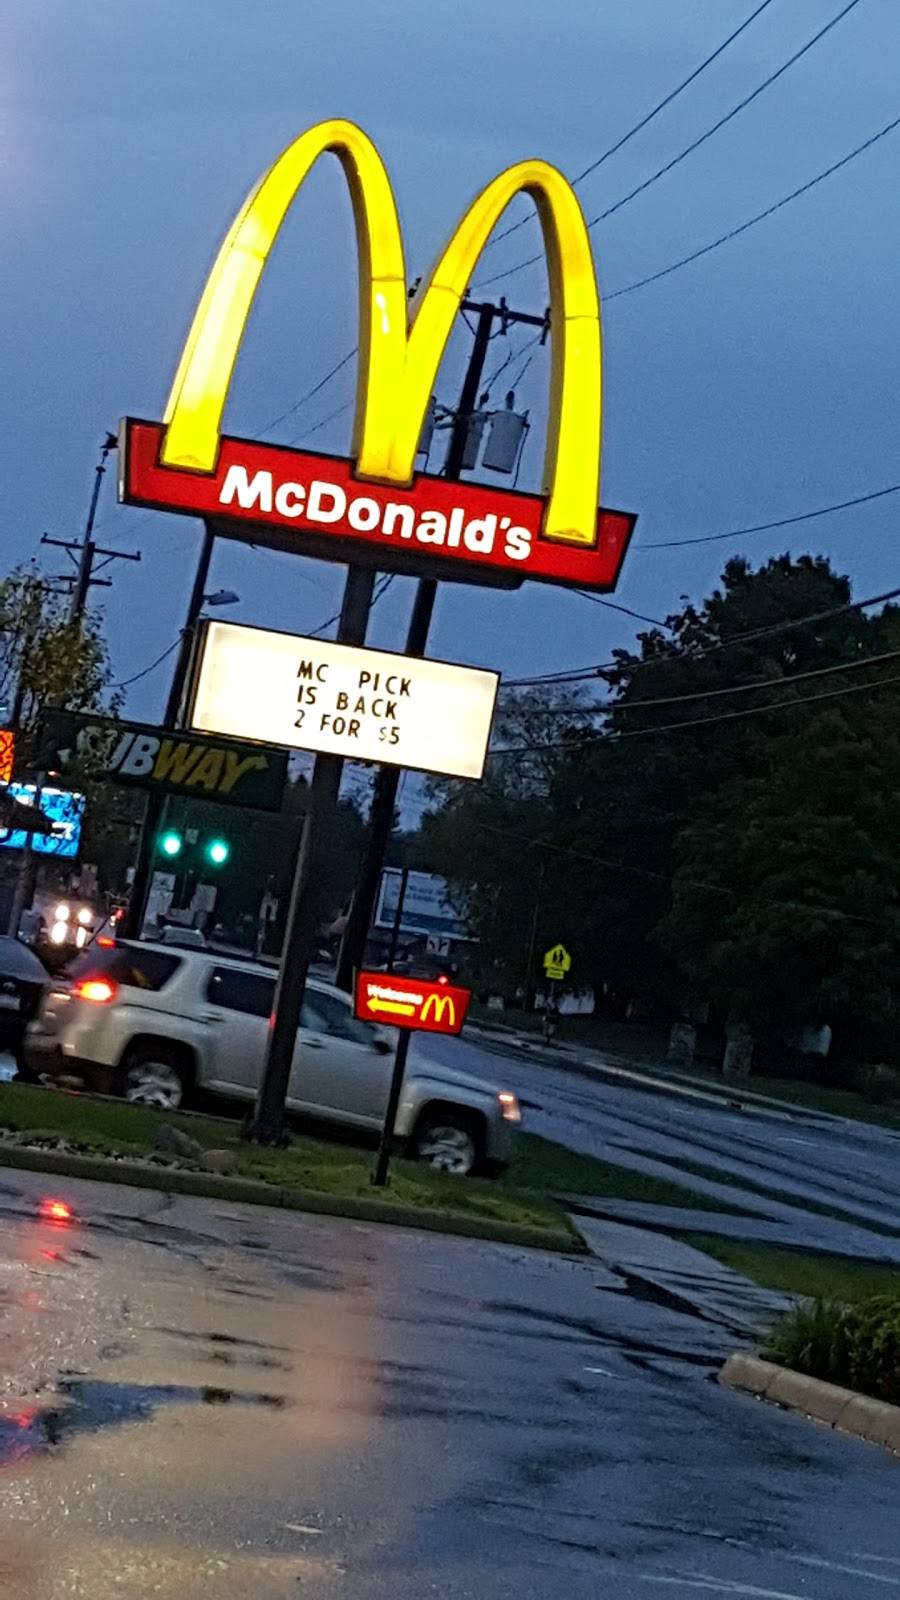 McDonald's
MC PICK
IS BACK
2 FOR $5
SUBWAY
Welcome